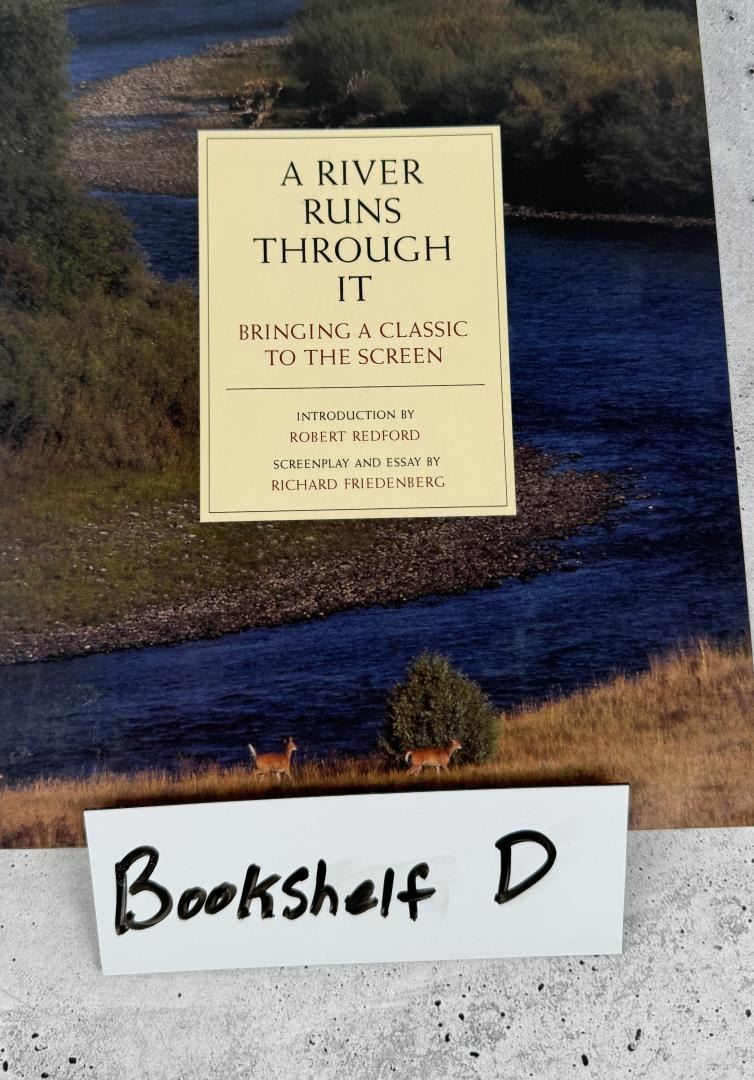 A RIVER
RUNS
THROUGH
IT
BRINGING A CLASSIC
TO THE SCREEN
INTRODUCTION BY
ROBERT REDFORD
SCREENPLAY AND ESSAY BY
RICHARD FRIEDENBERG
Bookshelf D